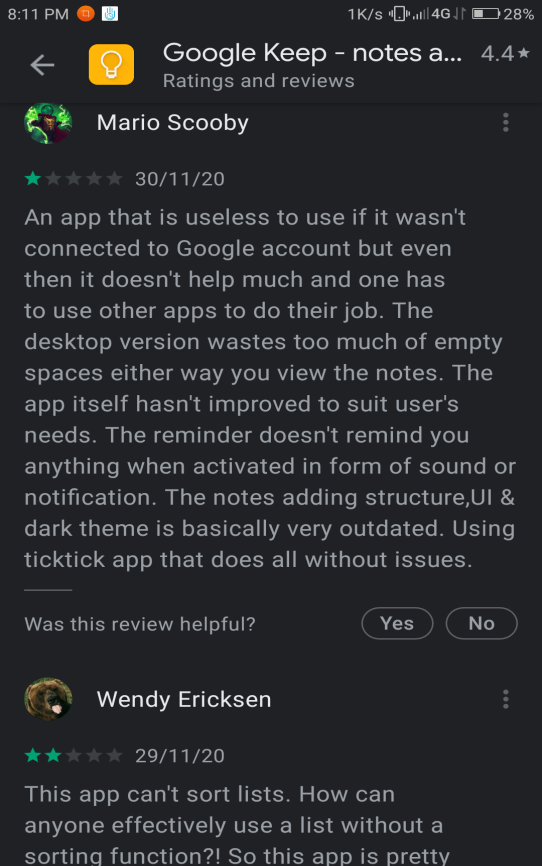 8:11 PM 1K/s 4G 28%
Google Keep - notes a... 4.4★
Ratings and reviews
Mario Scooby
30/11/20
An app that is useless to use if it wasn't
connected to Google account but even
then it doesn't help much and one has
to use other apps to do their job. The
desktop version wastes too much of empty
spaces either way you view the notes. The
app itself hasn't improved to suit user's
needs. The reminder doesn't remind you
anything when activated in form of sound or
notification. The notes adding structure,UI &
dark theme is basically very outdated. Using
ticktick app that does all without issues.
Was this review helpful? Yes No
Wendy Ericksen
29/11/20
This app can't sort lists. How can
anyone effectively use a list without a
sorting function?! So this app is pretty